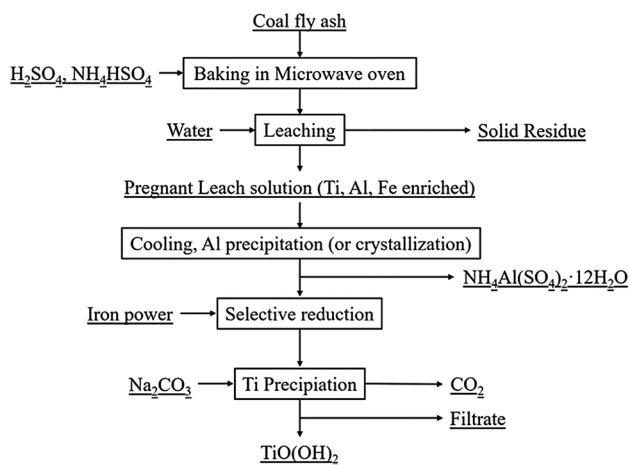 Coal fly ash
H₂SO₄, NH₄HSO₄
Baking in Microwave oven
Water
Leaching
Solid Residue
Pregnant Leach solution (Ti, Al, Fe enriched)
Cooling, Al precipitation (or crystallization)
NH₄Al(SO₄)₂·12H₂O
Iron power
Selective reduction
Na₂CO₃
Ti Precipiation
CO₂
Filtrate
TiO(OH)₂